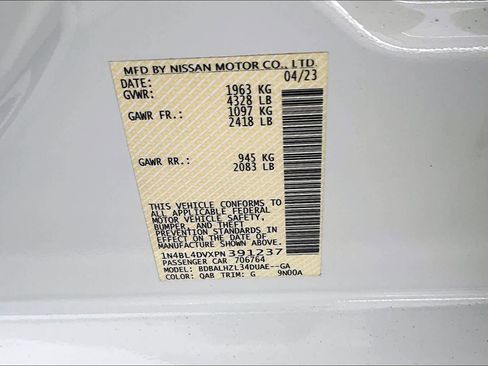 MFD BY NISSAN MOTOR CO., LTD
DATE: 04/23
GVWR: 1963 KG
4328 LB
GAWR FR.: 1097 KG
2418 LB
GAWR RR.: 945 KG
2083 LB
THIS VEHICLE CONFORMS TO
ALL APPLICABLE FEDERAL
MOTOR VEHICLE SAFETY,
BUMPER, AND THEFT
PREVENTION STANDARDS IN
EFFECT ON THE DATE OF
MANUFACTURE SHOWN ABOVE.
1N4BL4DVXPN391237
PASSENGER CAR 706764
MODEL: BDBALHZL34DUAE--GA
COLOR: QAB TRIM: G 9N00A